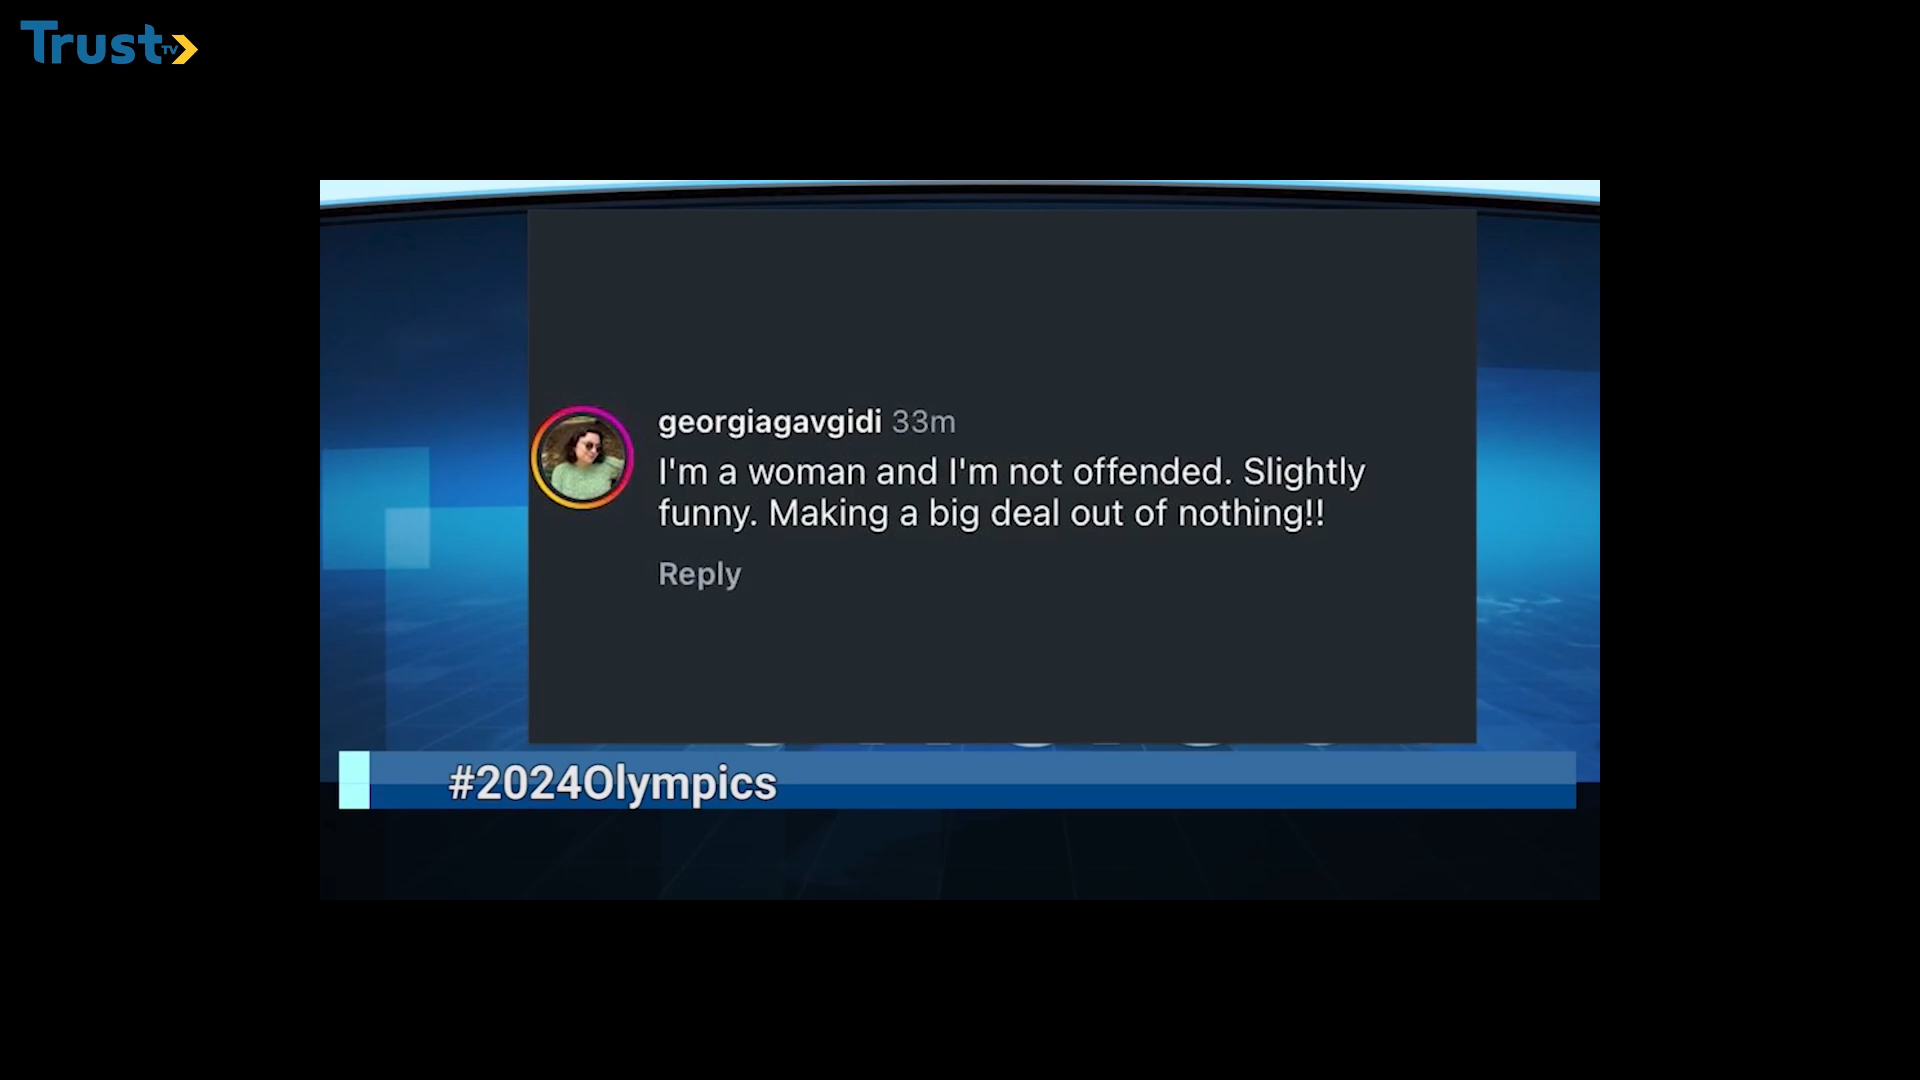 Trust TV
georgiagavgidi 33m
I'm a woman and I'm not offended. Slightly
funny. Making a big deal out of nothing!!
Reply
#2024Olympics